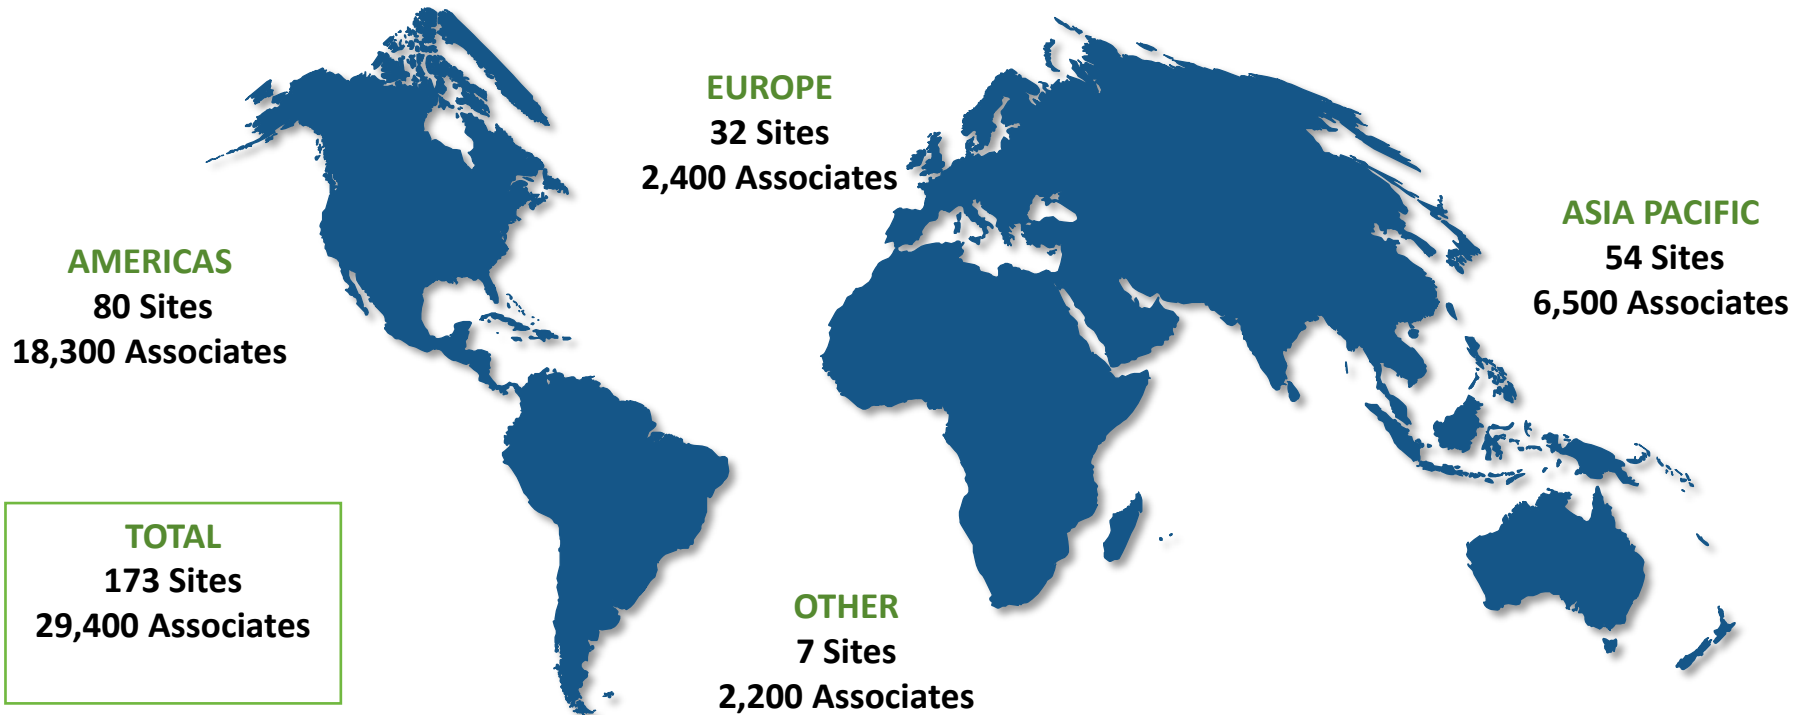 EUROPE
32 Sites
2,400 Associates
ASIA PACIFIC
54 Sites
6,500 Associates
AMERICAS
80 Sites
18,300 Associates
TOTAL
173 Sites
29,400 Associates
OTHER
7 Sites
2,200 Associates